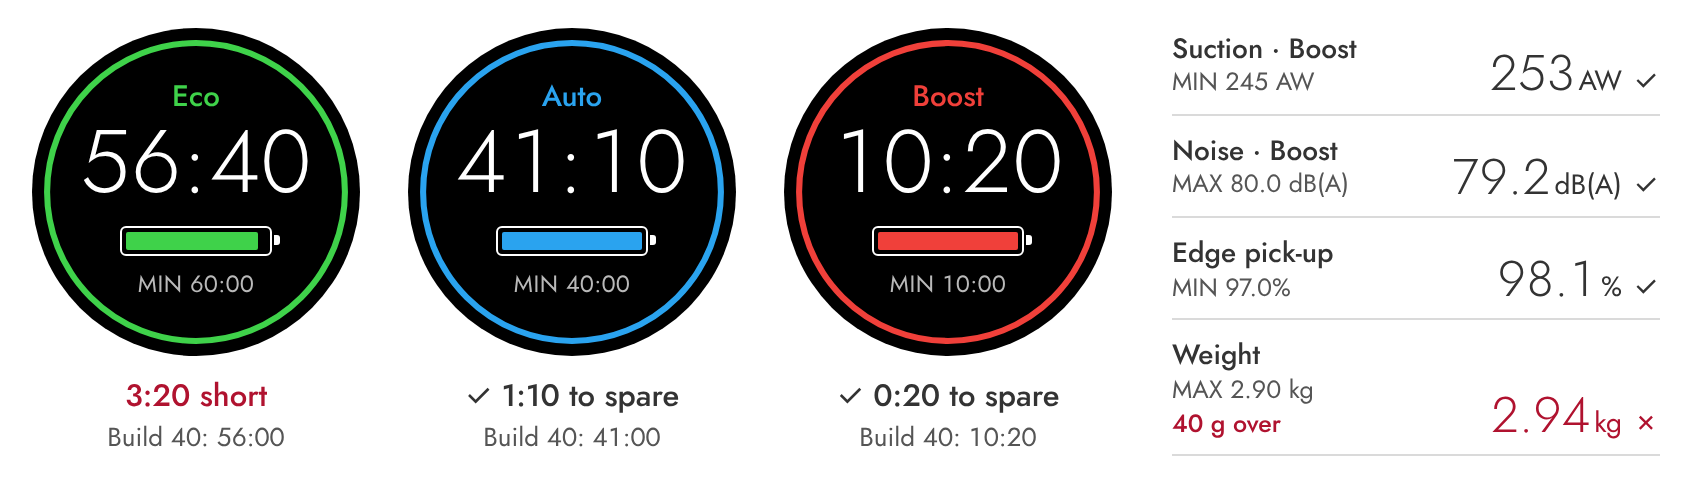 Eco
56:40
MIN 60:00
3:20 short
Build 40: 56:00
Auto
41:10
MIN 40:00
✓ 1:10 to spare
Build 40: 41:00
Boost
10:20
MIN 10:00
✓ 0:20 to spare
Build 40: 10:20
Suction · Boost
MIN 245 AW
253 AW ✓
Noise · Boost
MAX 80.0 dB(A)
79.2 dB(A) ✓
Edge pick-up
MIN 97.0%
98.1 % ✓
Weight
MAX 2.90 kg
40 g over
2.94 kg ×